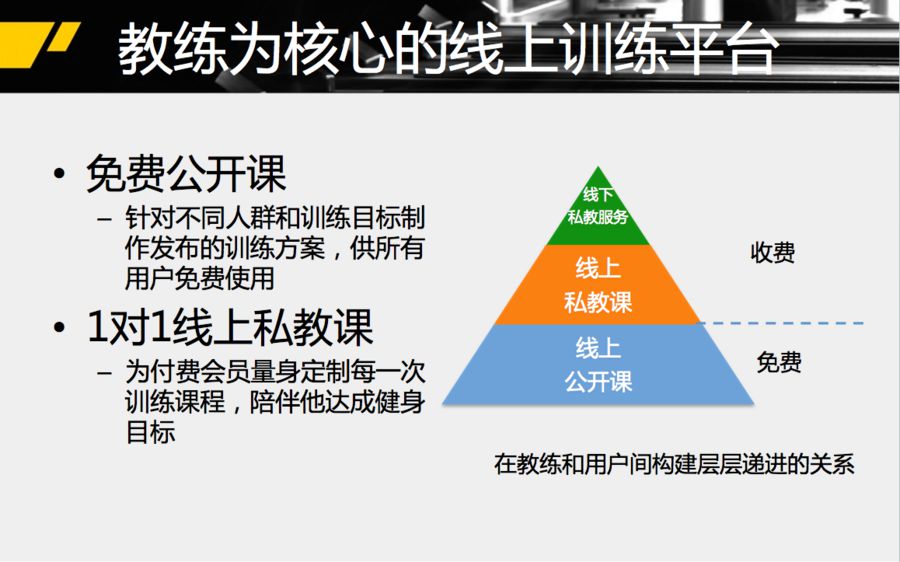 教练为核心的线上训练平台
• 免费公开课
– 针对不同人群和训练目标制
作发布的训练方案，供所有
用户免费使用
• 1对1线上私教课
– 为付费会员量身定制每一次
训练课程，陪伴他达成健身
目标
线下
私教服务
线上
私教课
线上
公开课
收费
免费
在教练和用户间构建层层递进的关系